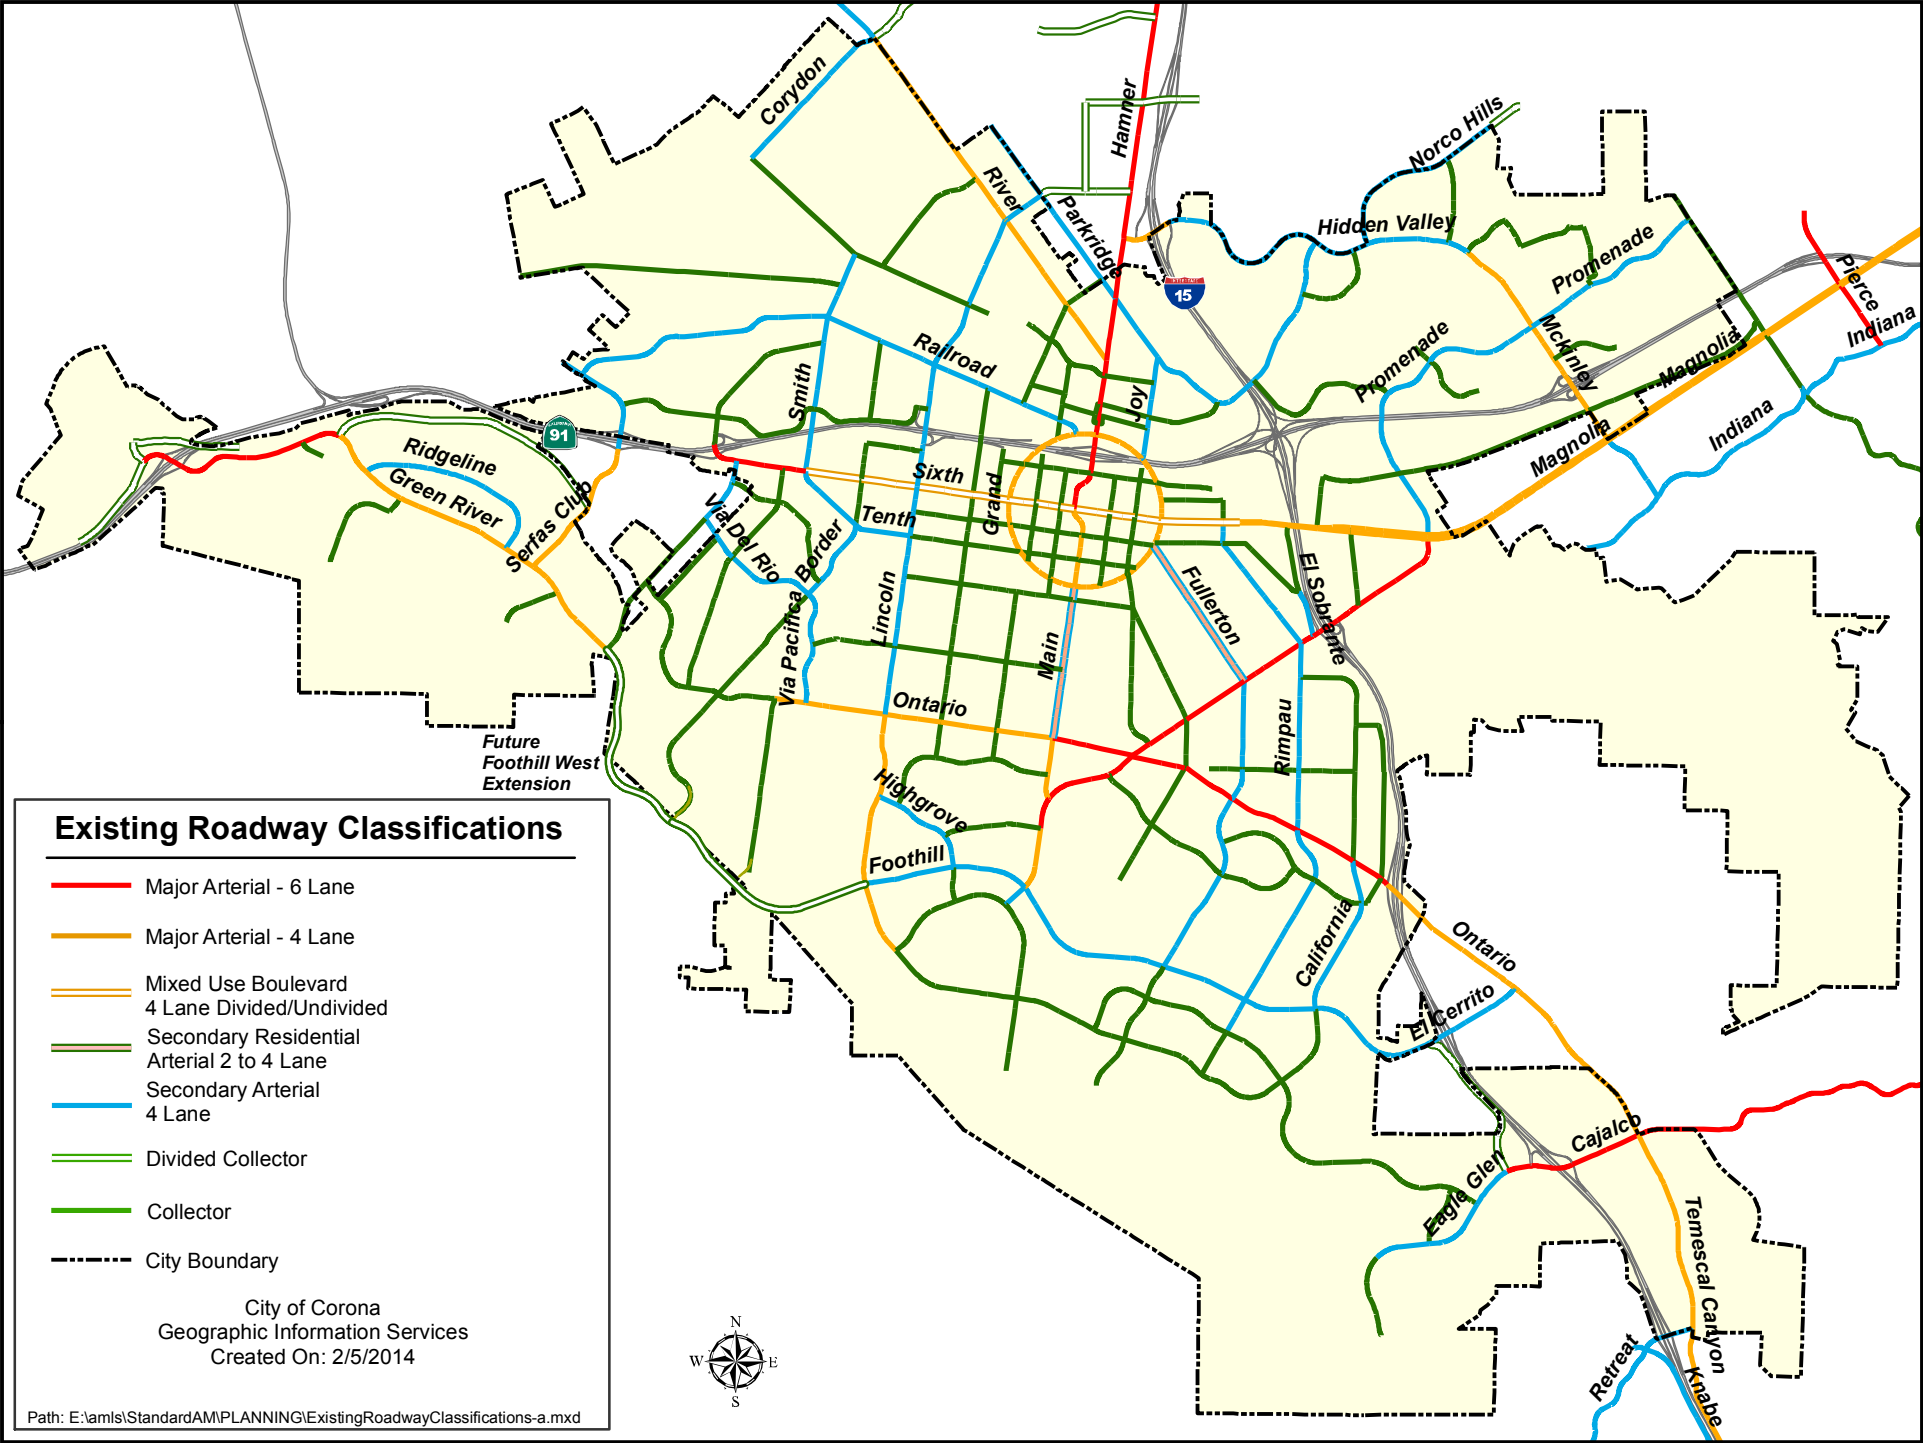 Corydon
River
Parkridge
Hamner
Norco Hills
Hidden Valley
Promenade
Pierce
Indiana
15
McKinley
Magnolia
Promenade
Railroad
Smith
Joy
Indiana
Magnolia
91
Ridgeline
Green River
Serfas Club
Sixth
Grand
Via Del Rio
Border
Tenth
El Sobrante
Fullerton
Lincoln
Via Pacifica
Main
Ontario
Rimpau
Future
Foothill West
Extension
Highgrove
Foothill
California
Ontario
El Cerrito
Cajalco
Eagle Glen
Temescal Canyon
Retreat
Knabe
Existing Roadway Classifications
Major Arterial - 6 Lane
Major Arterial - 4 Lane
Mixed Use Boulevard
4 Lane Divided/Undivided
Secondary Residential
Arterial 2 to 4 Lane
Secondary Arterial
4 Lane
Divided Collector
Collector
City Boundary
City of Corona
Geographic Information Services
Created On: 2/5/2014
Path: E:\amls\StandardAM\PLANNING\ExistingRoadwayClassifications-a.mxd
N
W E
S